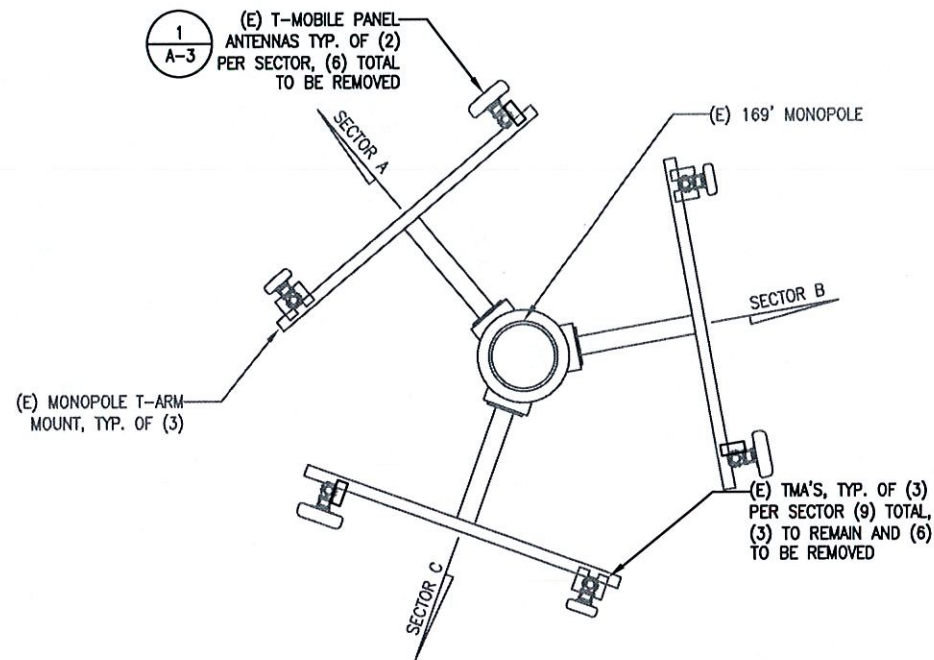 1
A-3
(E) T-MOBILE PANEL
ANTENNAS TYP. OF (2)
PER SECTOR, (6) TOTAL
TO BE REMOVED
(E) 169' MONOPOLE
SECTOR A
SECTOR B
(E) MONOPOLE T-ARM
MOUNT, TYP. OF (3)
(E) TMA'S, TYP. OF (3)
PER SECTOR (9) TOTAL,
(3) TO REMAIN AND (6)
TO BE REMOVED
SECTOR C